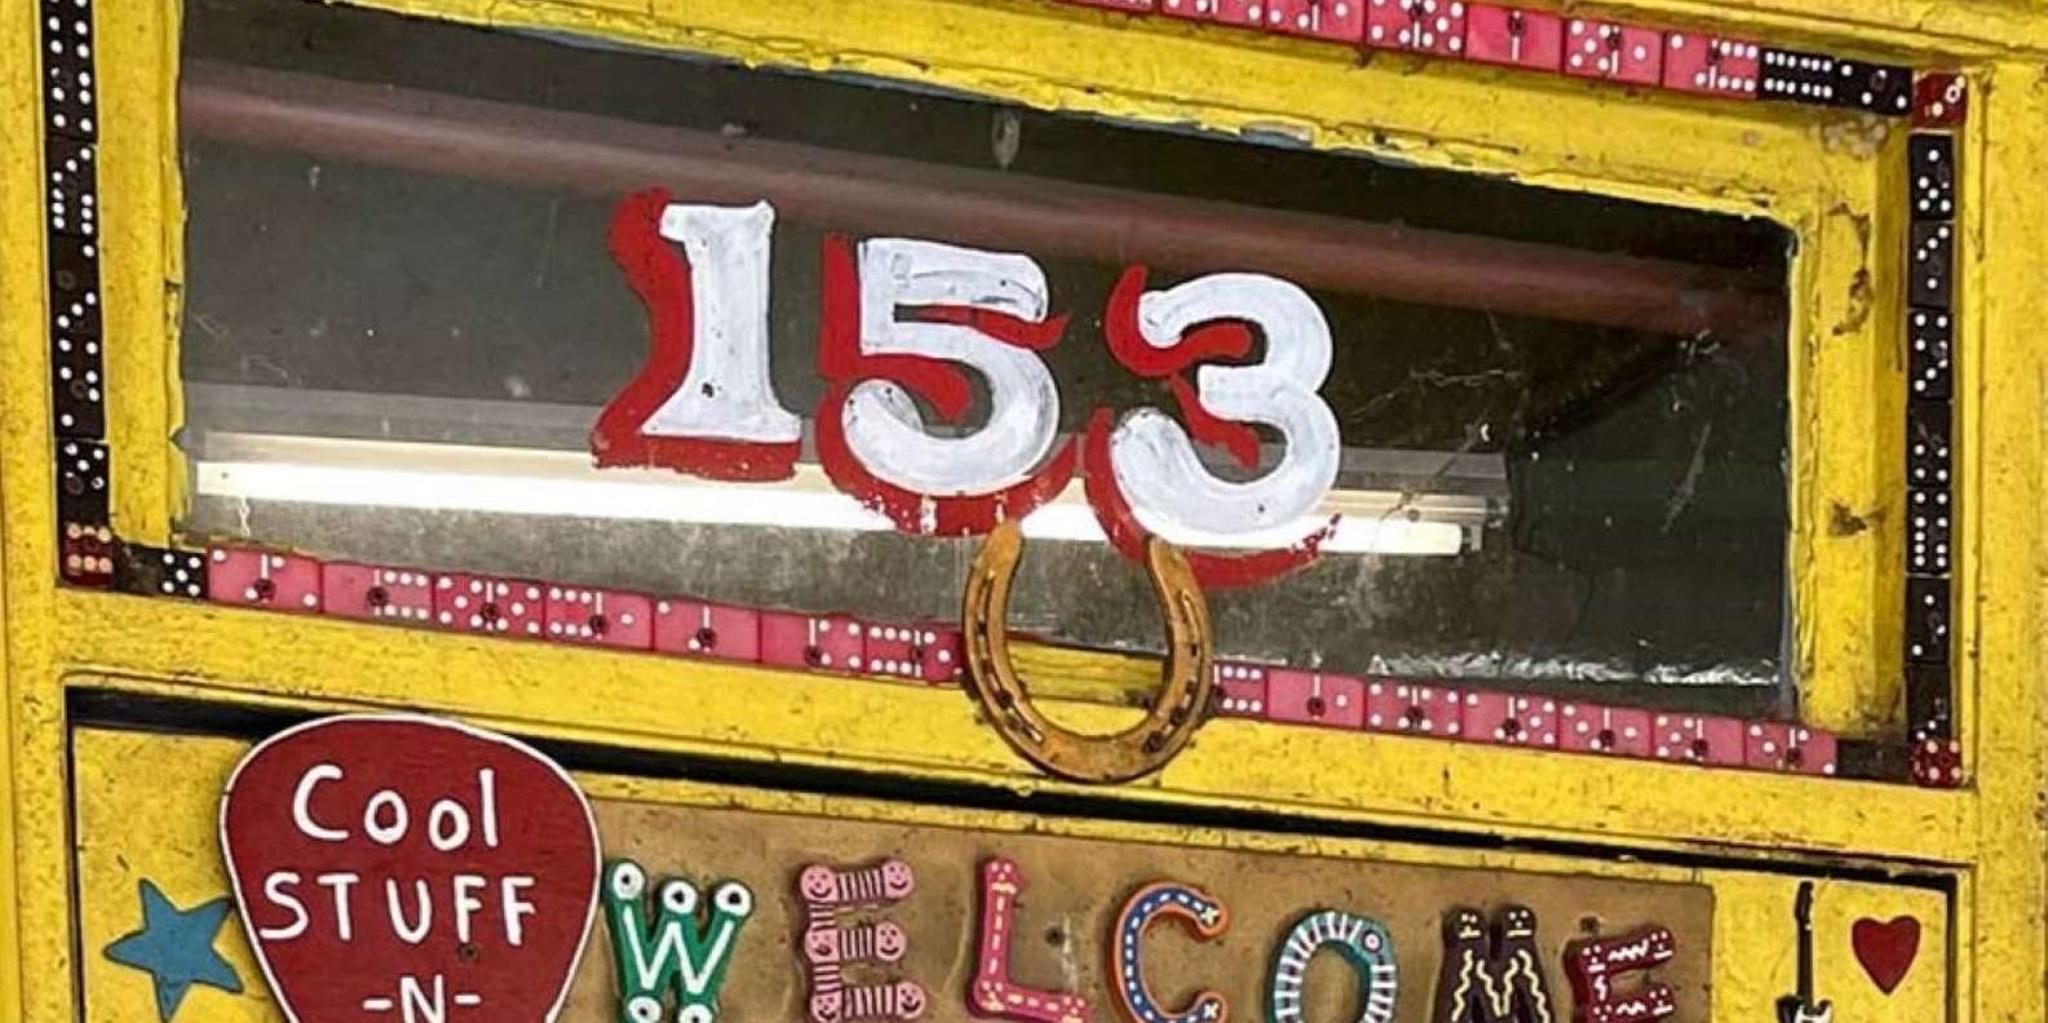 153
Cool
STUFF
-N-
WELCOME